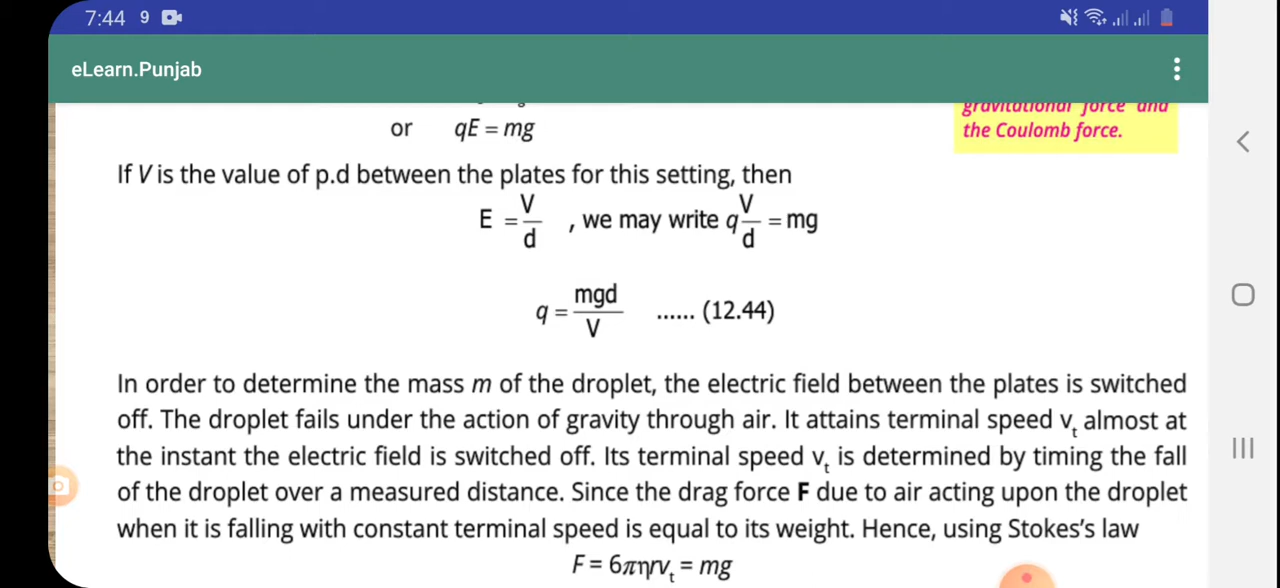 7:44 9
eLearn.Punjab
gravitational force and
the Coulomb force.
or qE = mg
If V is the value of p.d between the plates for this setting, then
E = V/d , we may write q V/d = mg
q = mgd/V ...... (12.44)
In order to determine the mass m of the droplet, the electric field between the plates is switched
off. The droplet fails under the action of gravity through air. It attains terminal speed vₜ almost at
the instant the electric field is switched off. Its terminal speed vₜ is determined by timing the fall
of the droplet over a measured distance. Since the drag force F due to air acting upon the droplet
when it is falling with constant terminal speed is equal to its weight. Hence, using Stokes's law
F = 6πηrvₜ = mg